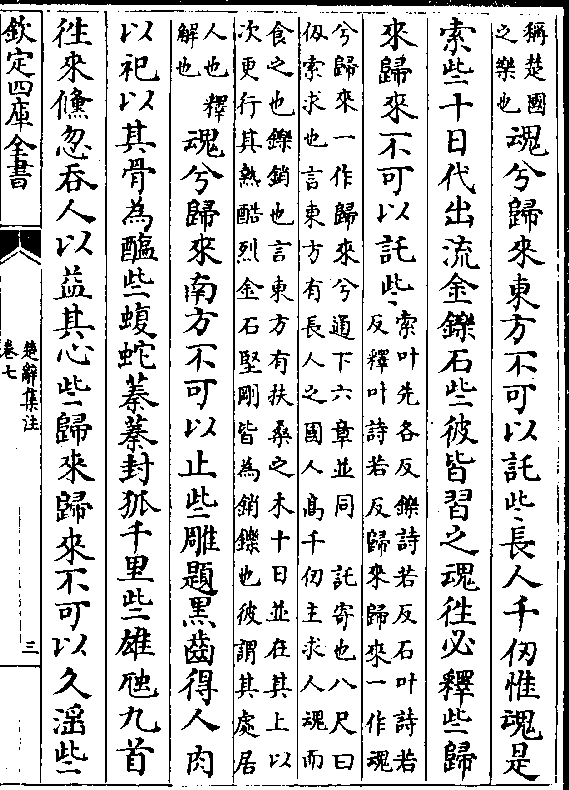 稱楚國
之樂也
魂兮歸來東方不可以託些長人千仞惟魂是
索些十日代出流金鑠石些彼皆習之魂徃必釋些歸
來歸來不可以託些
索叶先各反鑠詩若反石叶詩若
反釋叶詩若反歸來歸來一作魂
兮歸來一作歸來兮通下六章並同 託寄也八尺曰
仞索求也言東方有長人之國人髙千仞主求人魂而
食之也鑠銷也言東方有扶桑之木十日並在其上以
次更行其熱酷烈金石堅剛皆為銷鑠也彼謂其處居
人也 釋
解也
魂兮歸來南方不可以止些雕題黑齒得人肉
以祀以其骨為醢些蝮蛇蓁蓁封狐千里些雄虺九首
徃來儵忽吞人以益其心些歸來歸來不可以久淫些
欽定四庫全書
楚辭集注
卷七
三